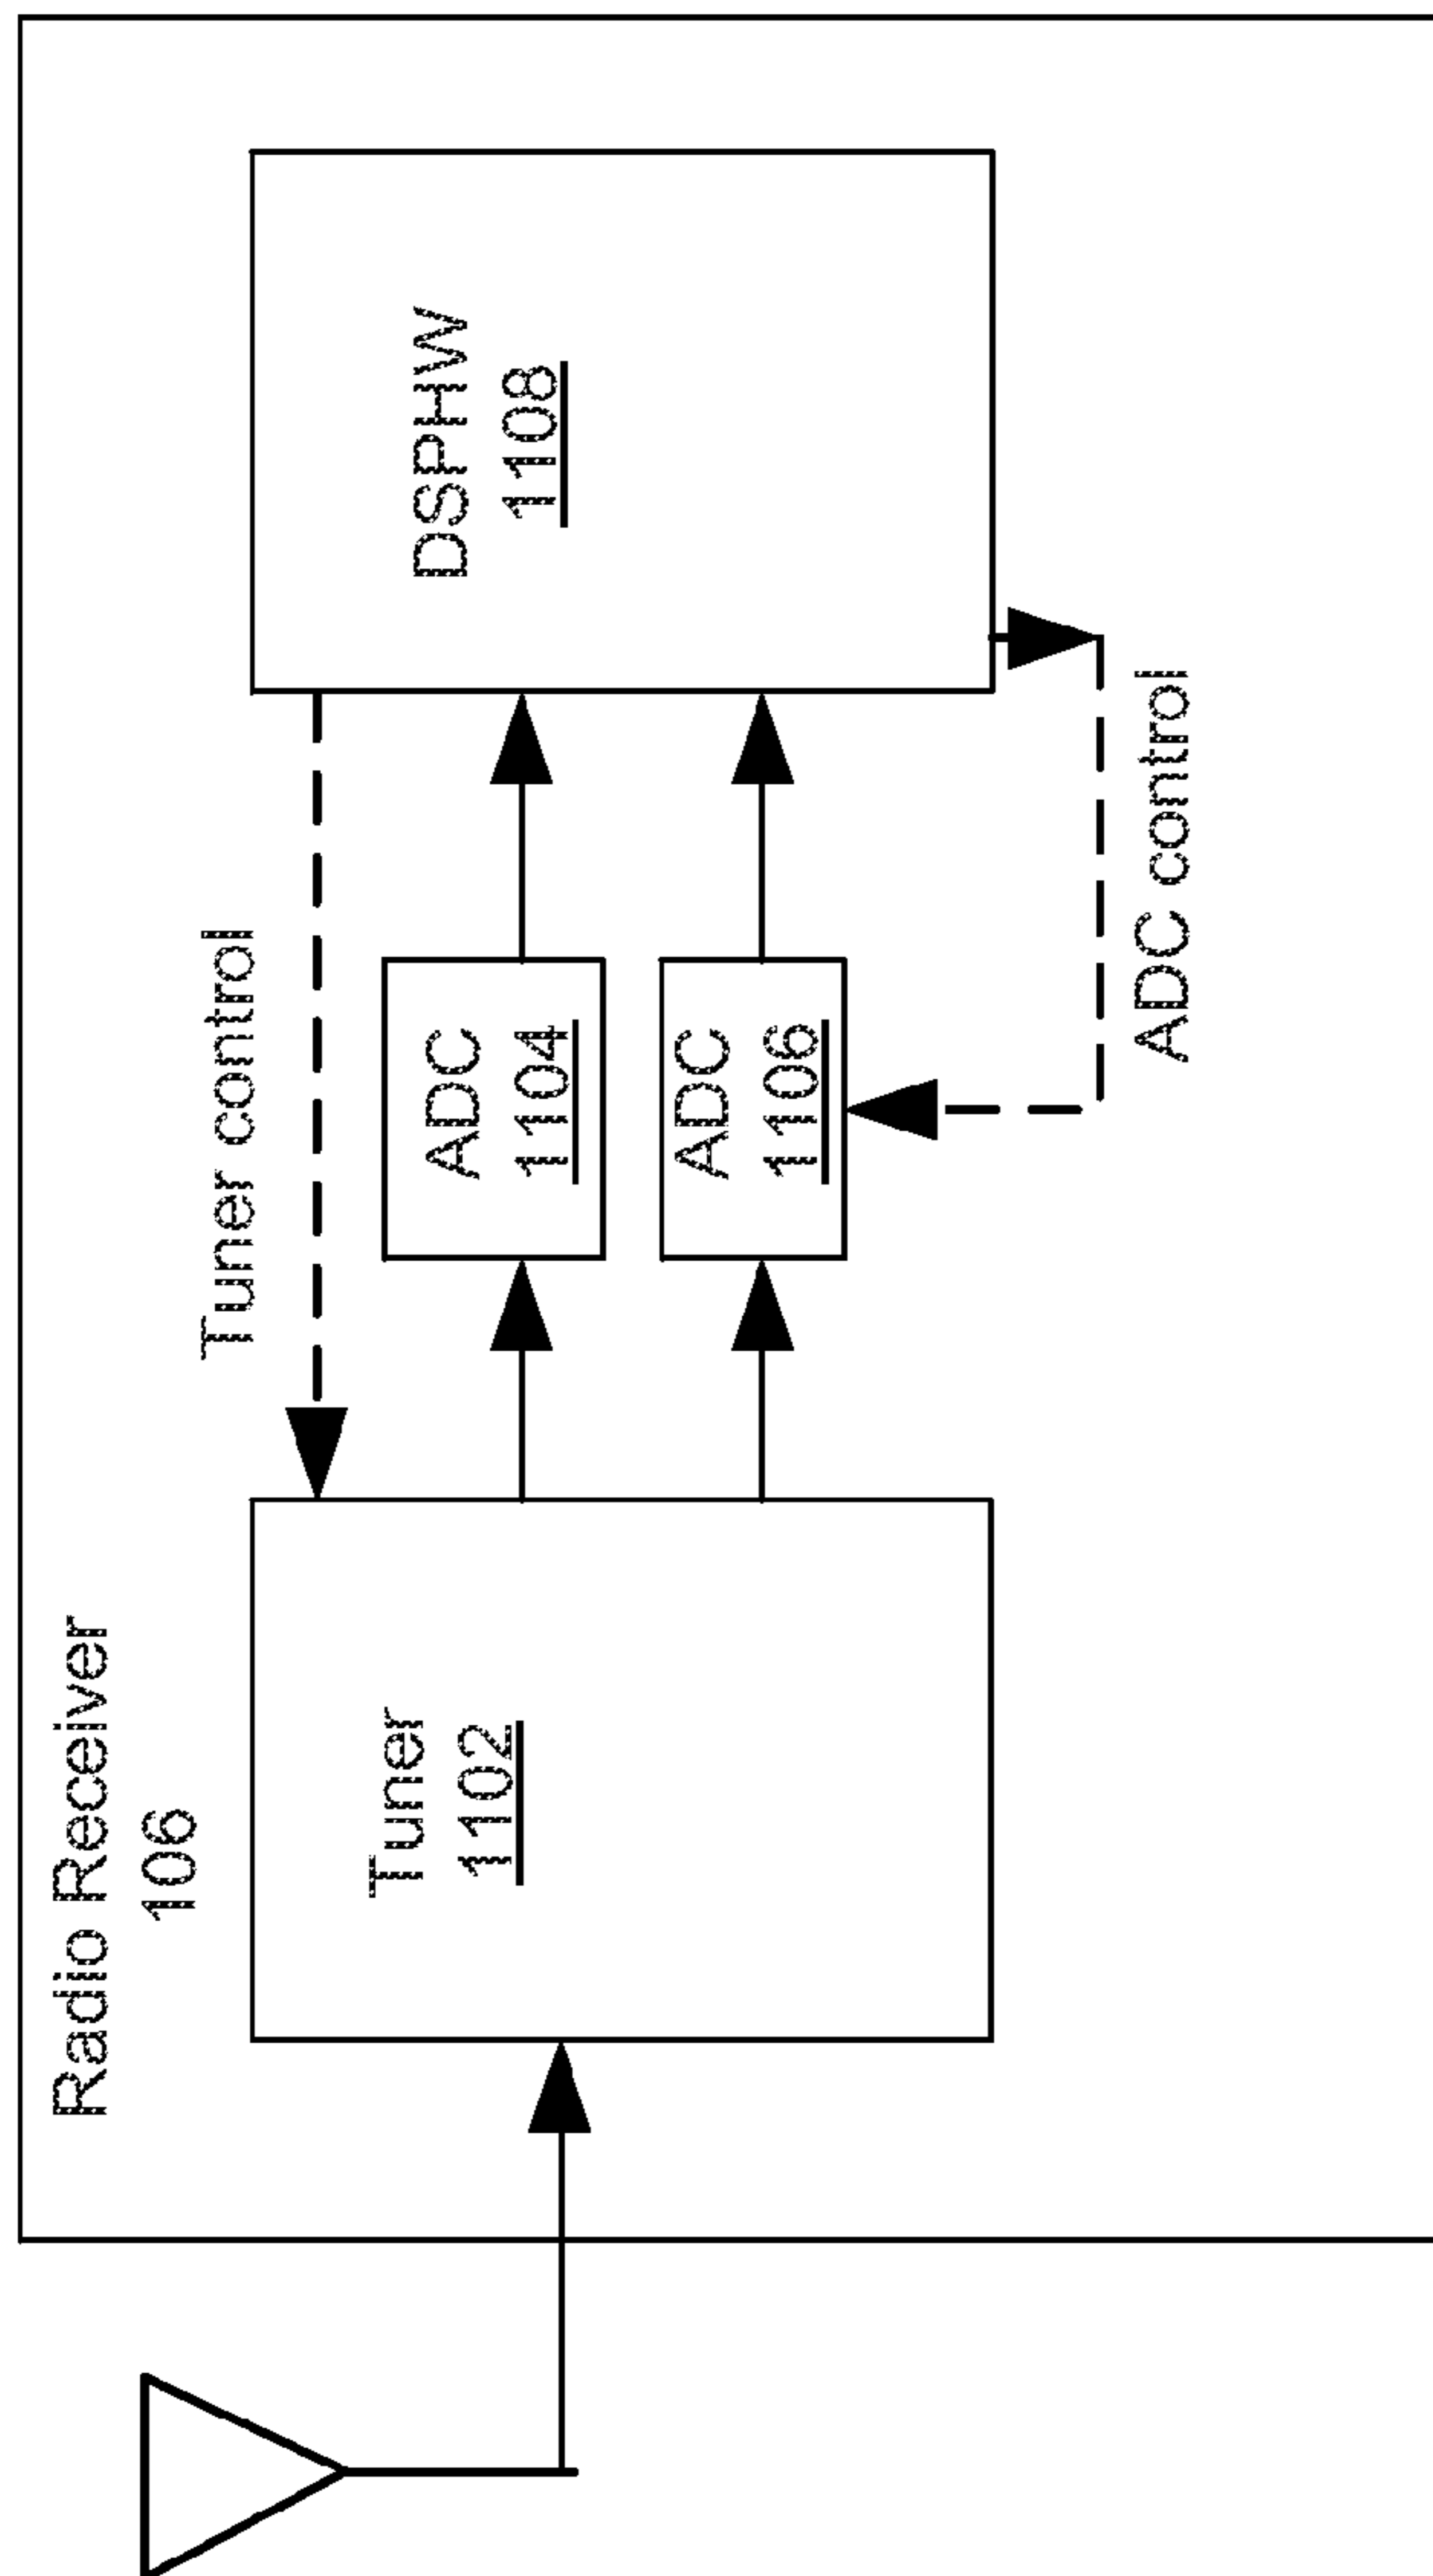 Radio Receiver
106
Tuner control
Tuner
1102
ADC
1104
ADC
1106
DSPHW
1108
ADC control